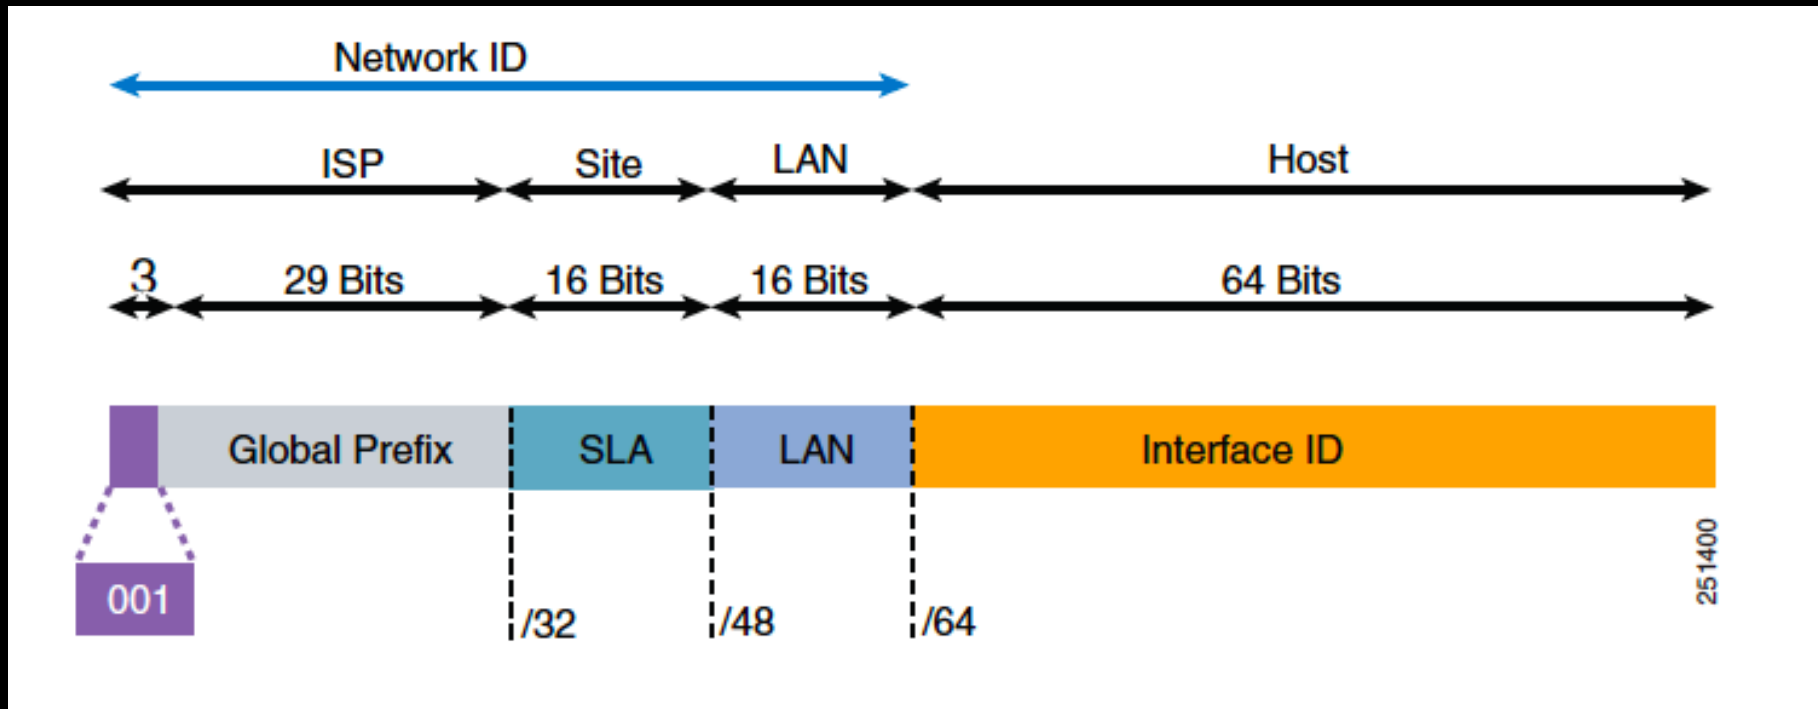 Network ID
ISP Site LAN Host
3 29 Bits 16 Bits 16 Bits 64 Bits
Global Prefix SLA LAN Interface ID
001
/32 /48 /64
251400